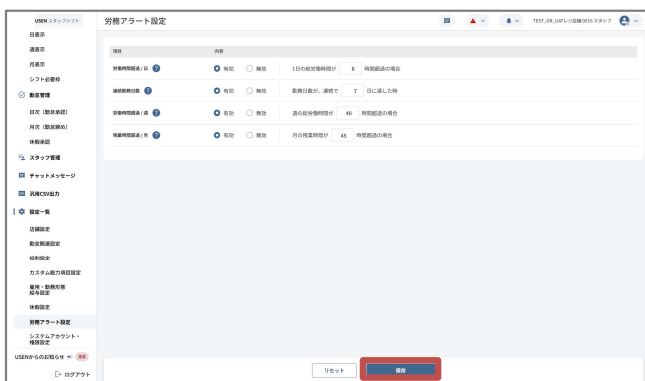 USEN スタッフシフト
労務アラート設定
TEST_GR_UATレジ店舗0016 スタッフ
日表示
週表示
月表示
シフト必要枠
勤怠管理
日次(勤怠承認)
月次(勤怠締め)
休暇承認
スタッフ管理
チャットメッセージ
汎用CSV出力
設定一覧
店舗設定
勤怠関連設定
役割設定
カスタム能力項目設定
雇用・勤務形態
給与設定
休暇設定
労務アラート設定
システムアカウント・
権限設定
USENからのお知らせ 重要
ログアウト
項目 内容
労働時間超過/日 ? 有効 無効 1日の総労働時間が 8 時間超過の場合
連続勤務日数 ? 有効 無効 勤務日数が、連続で 7 日に達した時
労働時間超過/週 ? 有効 無効 週の総労働時間が 40 時間超過の場合
残業時間超過/月 ? 有効 無効 月の残業時間が 45 時間超過の場合
リセット 保存